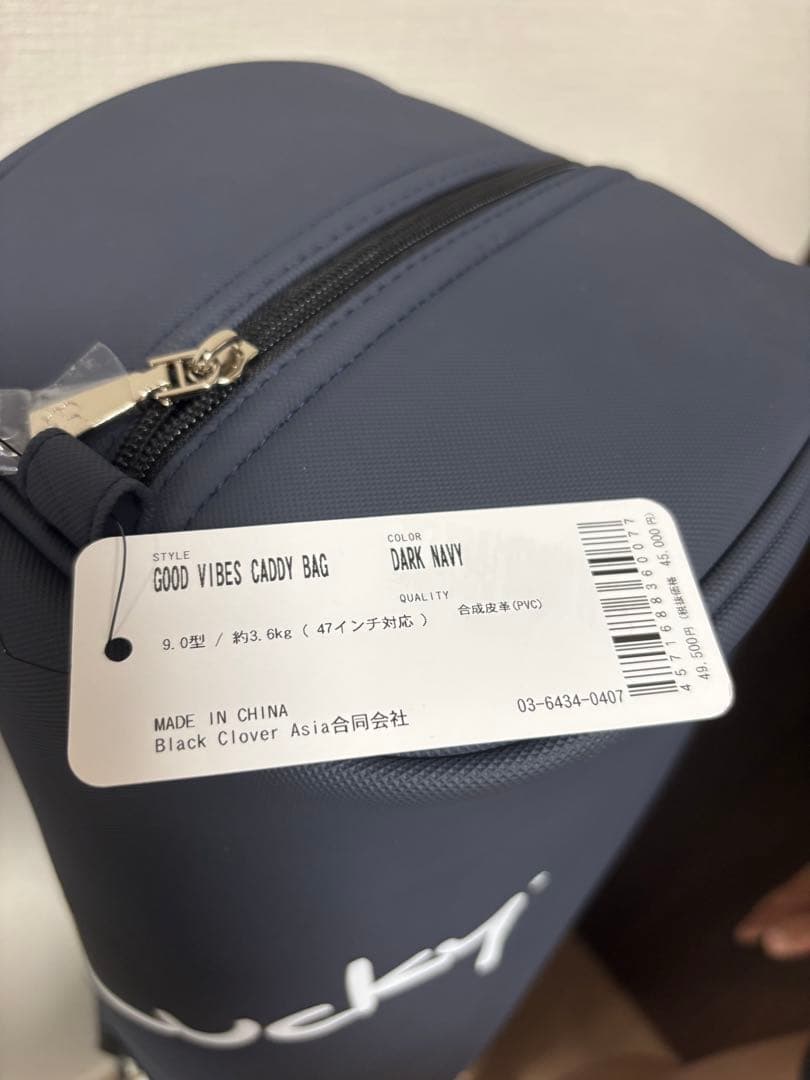 STYLE
GOOD VIBES CADDY BAG
COLOR
DARK NAVY
QUALITY
9.0型 / 約3.6kg ( 47インチ対応 )
合成皮革(PVC)
MADE IN CHINA
Black Clover Asia合同会社
03-6434-0407
4571688360077
49,500円 (税抜価格 45,000円)
ucky